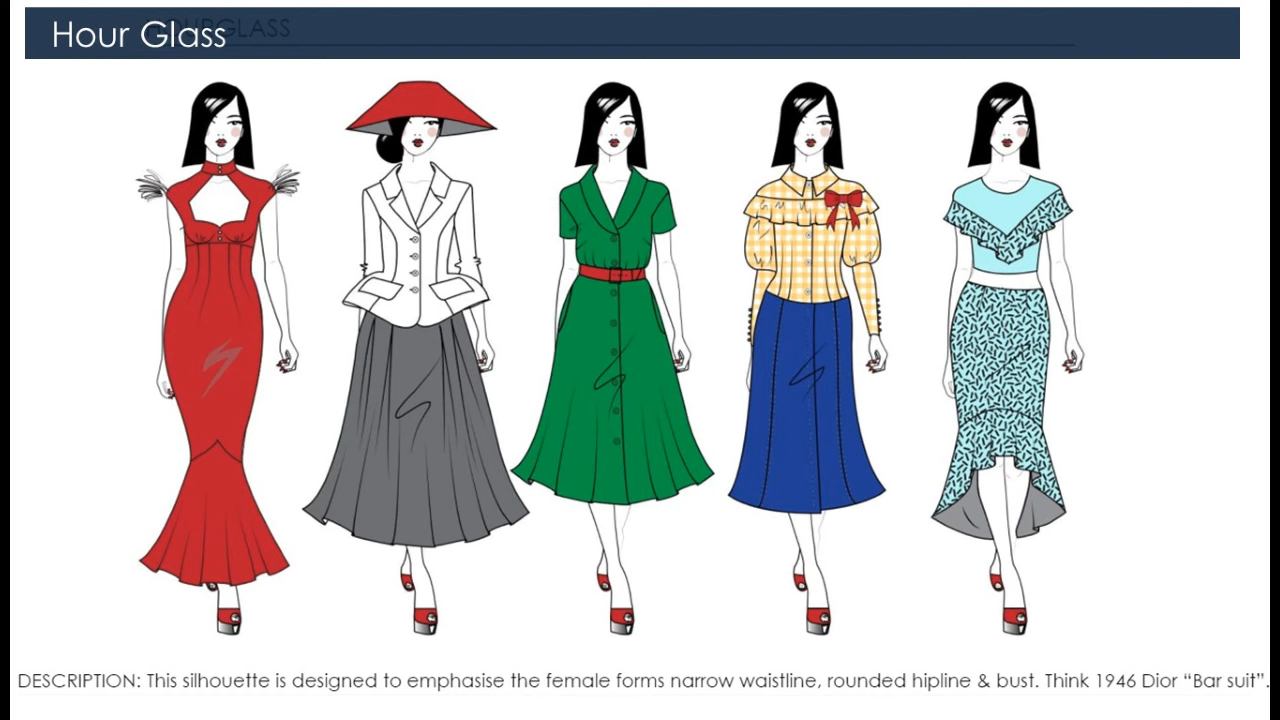 Hour Glass
HOURGLASS
DESCRIPTION: This silhouette is designed to emphasise the female forms narrow waistline, rounded hipline & bust. Think 1946 Dior “Bar suit”.